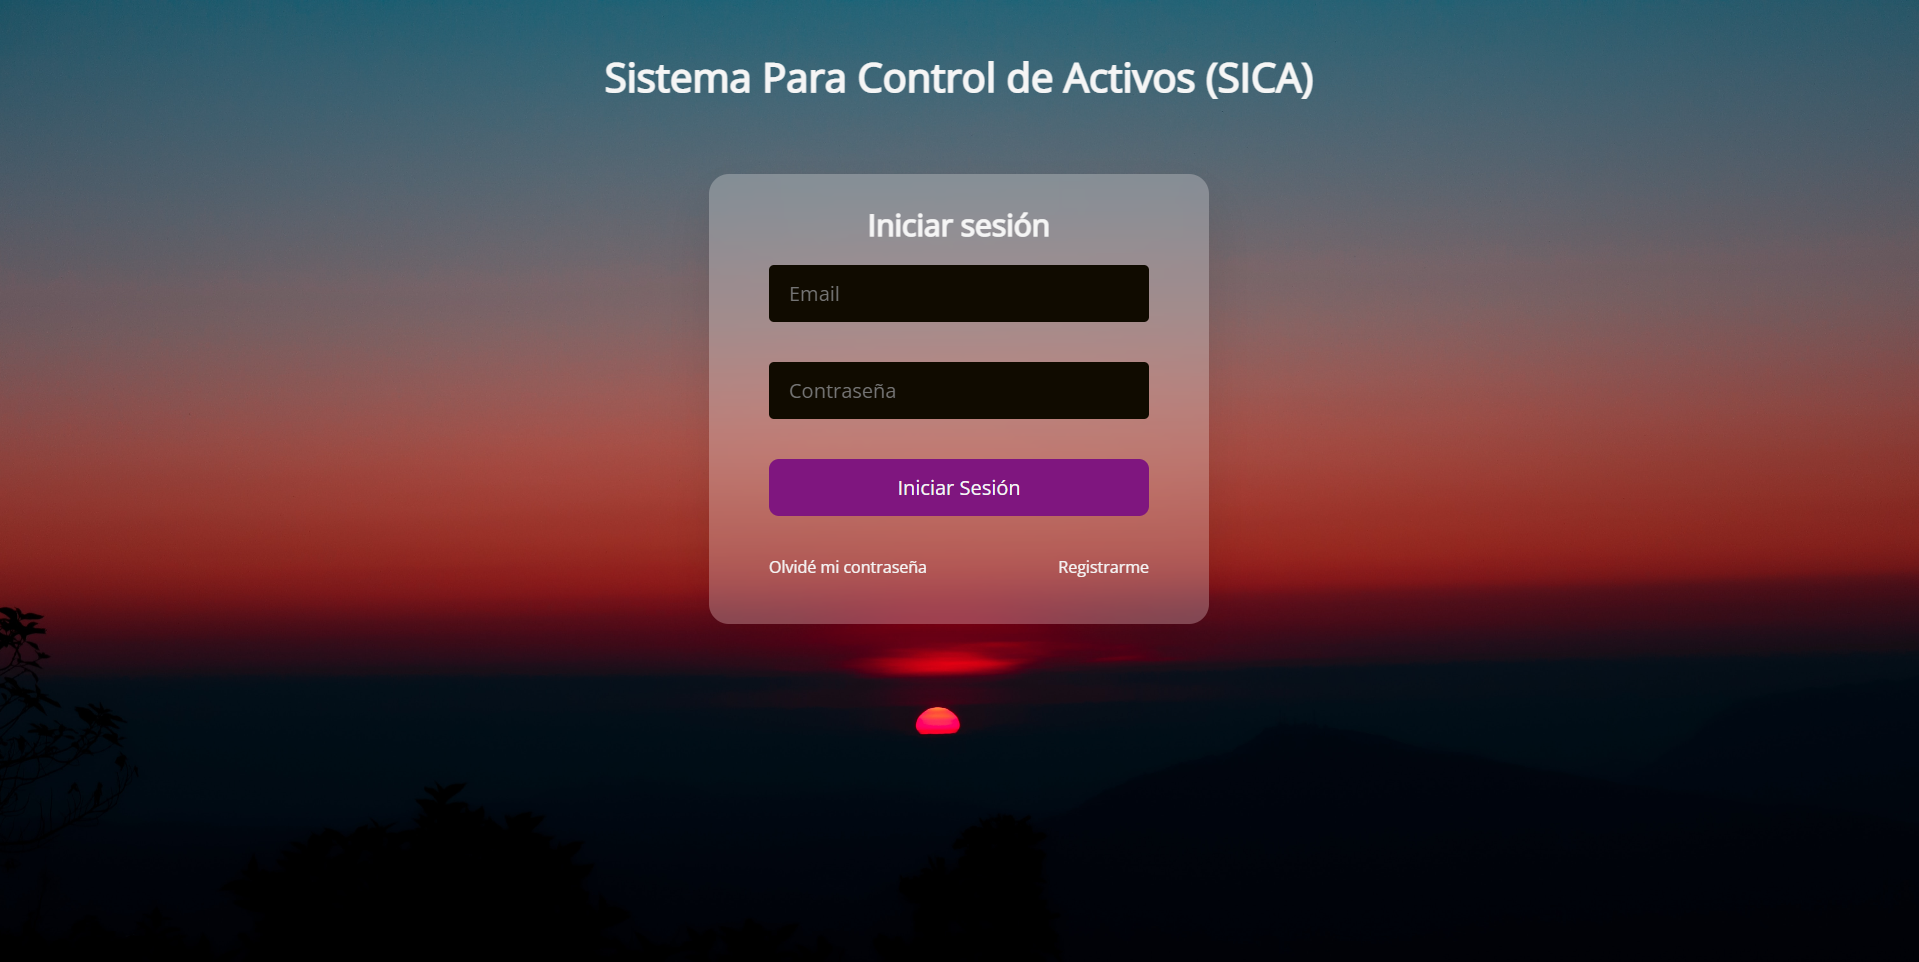 Sistema Para Control de Activos (SICA)
Iniciar sesión
Email
Contraseña
Iniciar Sesión
Olvidé mi contraseña
Registrarme